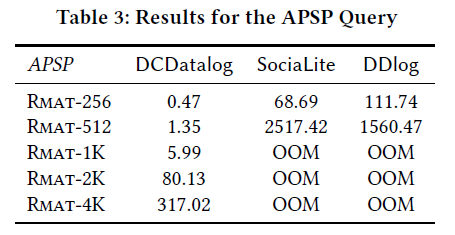 Table 3: Results for the APSP Query
APSP DCDatalog SociaLite DDlog
RMAT-256 0.47 68.69 111.74
RMAT-512 1.35 2517.42 1560.47
RMAT-1K 5.99 OOM OOM
RMAT-2K 80.13 OOM OOM
RMAT-4K 317.02 OOM OOM